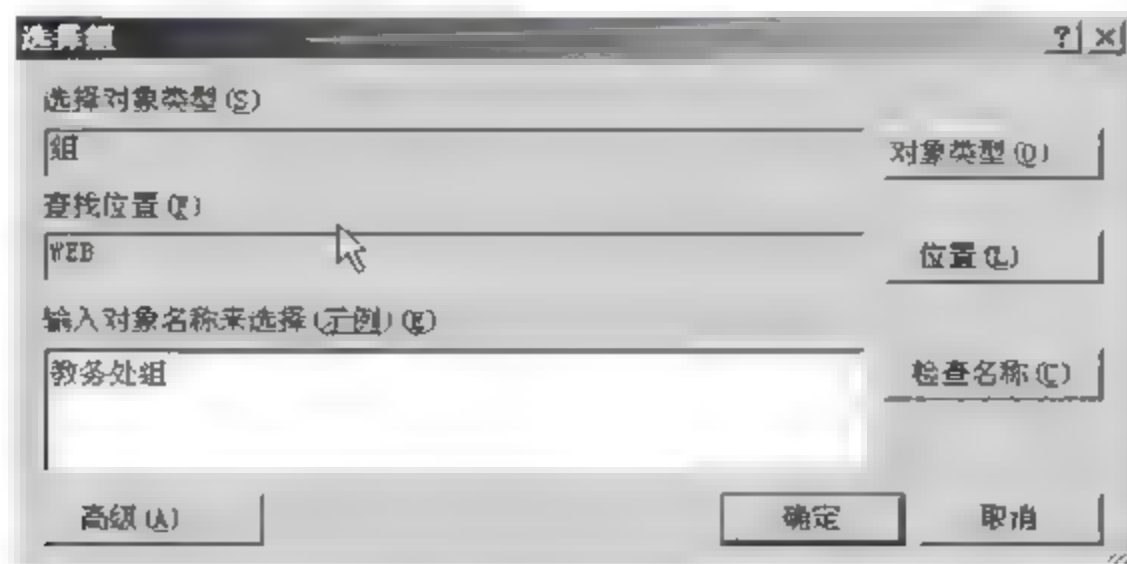 选择组
选择对象类型(S)
组
对象类型(O)
查找位置(F)
WEB
位置(L)
输入对象名称来选择(示例)(E)
教务处组
检查名称(C)
高级(A)
确定
取消